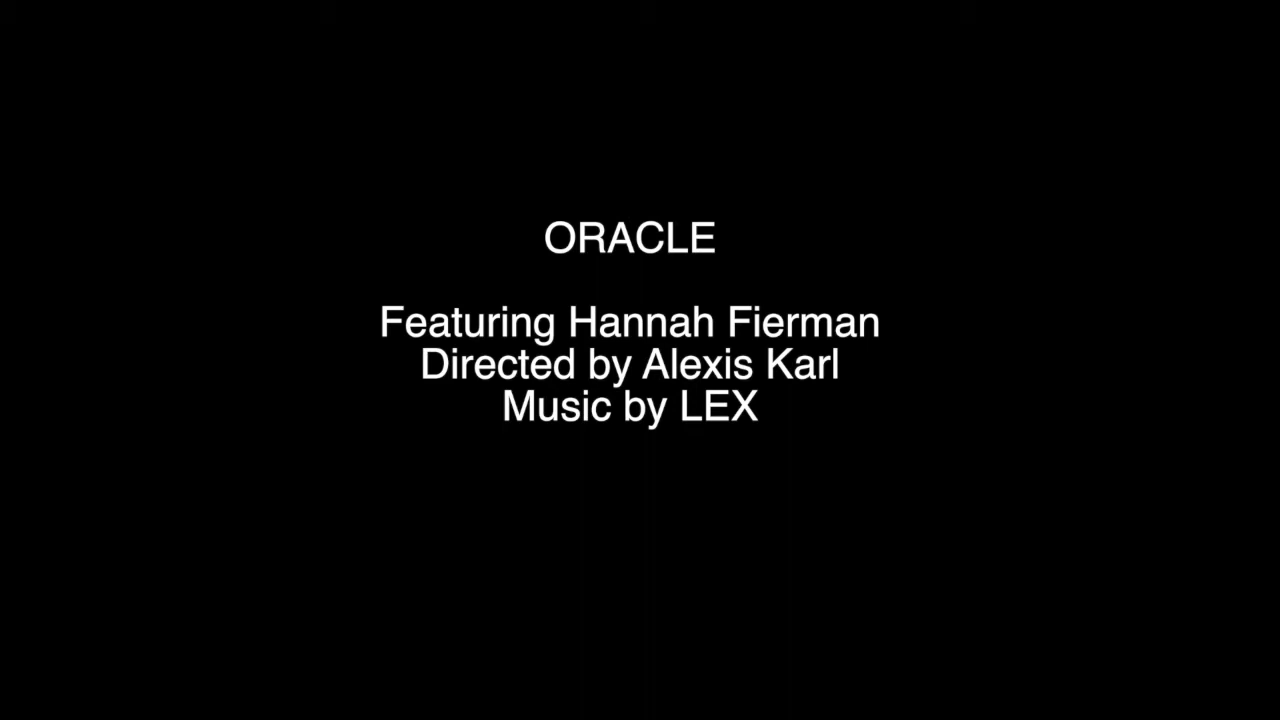 ORACLE
Featuring Hannah Fierman
Directed by Alexis Karl
Music by LEX